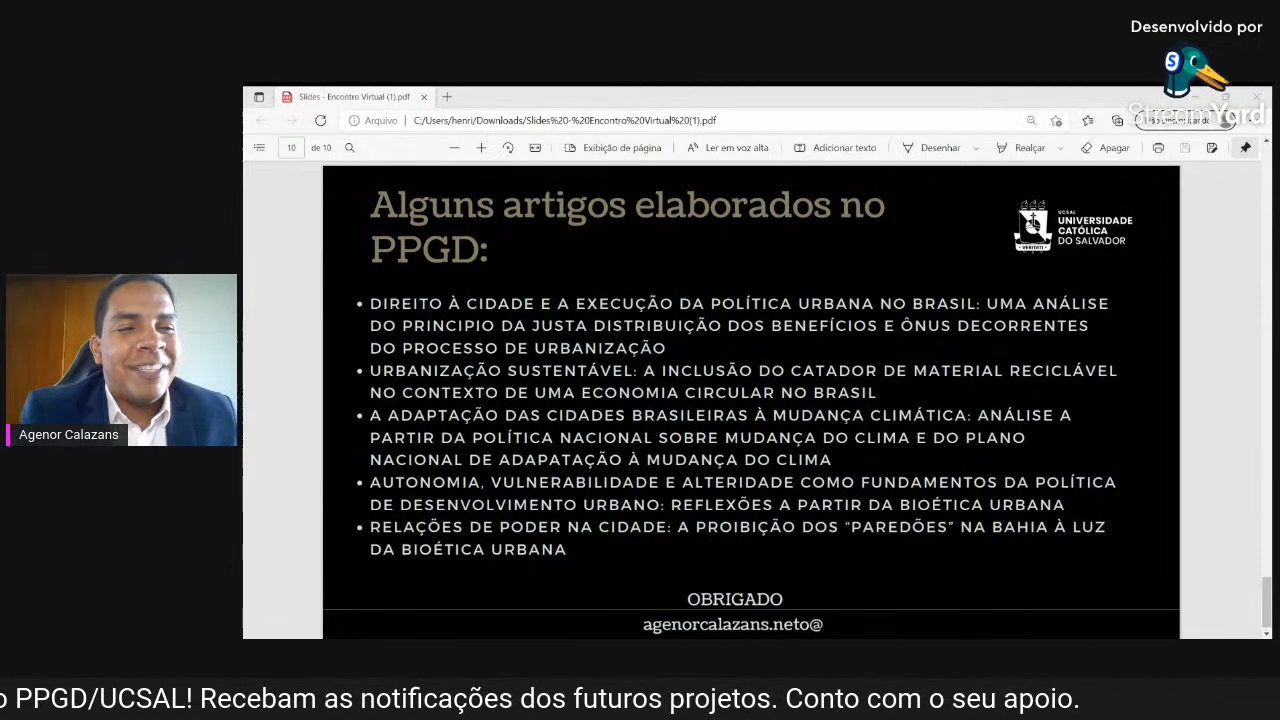 Desenvolvido por
StreamYard
Slides - Encontro Virtual (1).pdf
Arquivo
C:/Users/henri/Downloads/Slides%20-%20Encontro%20Virtual%20(1).pdf
10 de 10
Exibição de página
Ler em voz alta
Adicionar texto
Desenhar
Realçar
Apagar
Alguns artigos elaborados no
PPGD:
UCSAL
UNIVERSIDADE
CATÓLICA
DO SALVADOR
VERITATI
• DIREITO À CIDADE E A EXECUÇÃO DA POLÍTICA URBANA NO BRASIL: UMA ANÁLISE
DO PRINCIPIO DA JUSTA DISTRIBUIÇÃO DOS BENEFÍCIOS E ÔNUS DECORRENTES
DO PROCESSO DE URBANIZAÇÃO
• URBANIZAÇÃO SUSTENTÁVEL: A INCLUSÃO DO CATADOR DE MATERIAL RECICLÁVEL
NO CONTEXTO DE UMA ECONOMIA CIRCULAR NO BRASIL
• A ADAPTAÇÃO DAS CIDADES BRASILEIRAS À MUDANÇA CLIMÁTICA: ANÁLISE A
PARTIR DA POLÍTICA NACIONAL SOBRE MUDANÇA DO CLIMA E DO PLANO
NACIONAL DE ADAPATAÇÃO À MUDANÇA DO CLIMA
• AUTONOMIA, VULNERABILIDADE E ALTERIDADE COMO FUNDAMENTOS DA POLÍTICA
DE DESENVOLVIMENTO URBANO: REFLEXÕES A PARTIR DA BIOÉTICA URBANA
• RELAÇÕES DE PODER NA CIDADE: A PROIBIÇÃO DOS “PAREDÕES” NA BAHIA À LUZ
DA BIOÉTICA URBANA
OBRIGADO
agenorcalazans.neto@
Agenor Calazans
o PPGD/UCSAL! Recebam as notificações dos futuros projetos. Conto com o seu apoio.